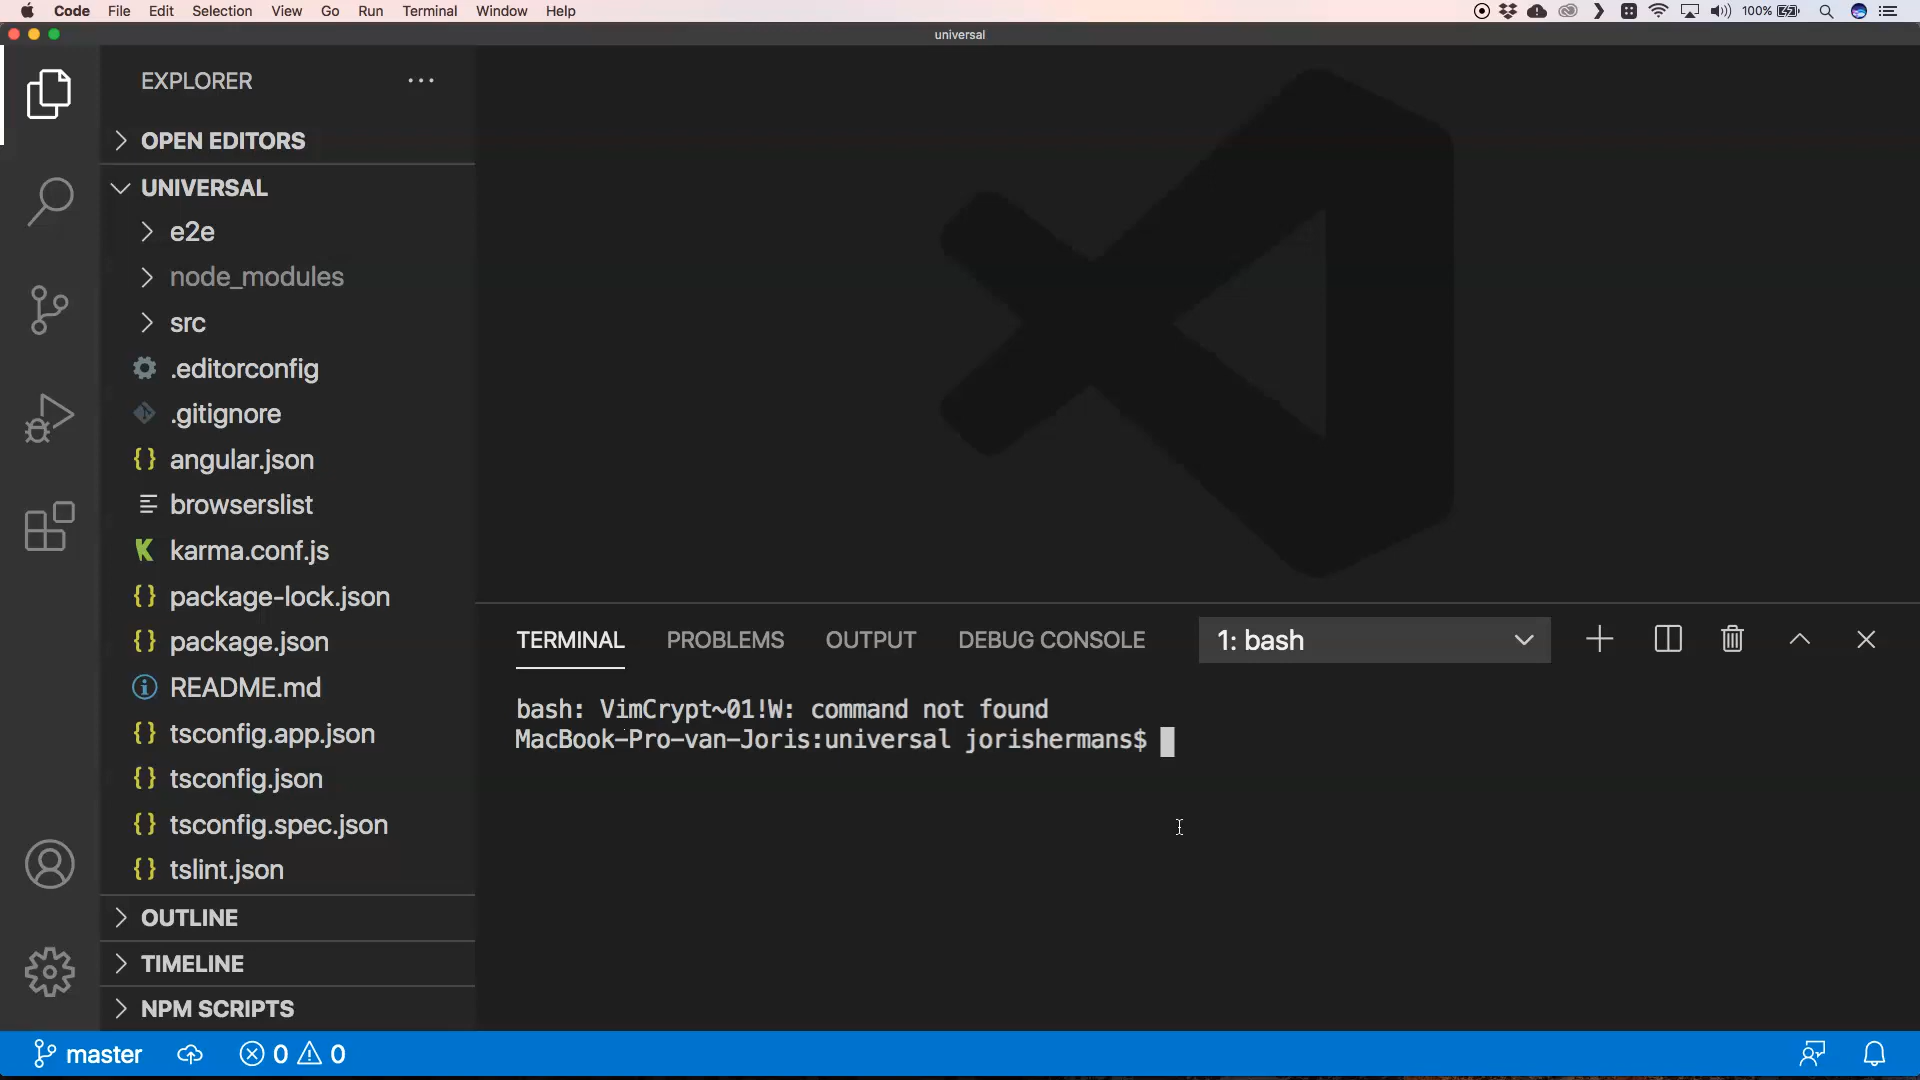 Code File Edit Selection View Go Run Terminal Window Help 100%
universal
EXPLORER
OPEN EDITORS
UNIVERSAL
e2e
node_modules
src
.editorconfig
.gitignore
angular.json
browserslist
karma.conf.js
package-lock.json
package.json
README.md
tsconfig.app.json
tsconfig.json
tsconfig.spec.json
tslint.json
OUTLINE
TIMELINE
NPM SCRIPTS
TERMINAL PROBLEMS OUTPUT DEBUG CONSOLE 1: bash
bash: VimCrypt~01!W: command not found
MacBook-Pro-van-Joris:universal jorishermans$
master 0 0